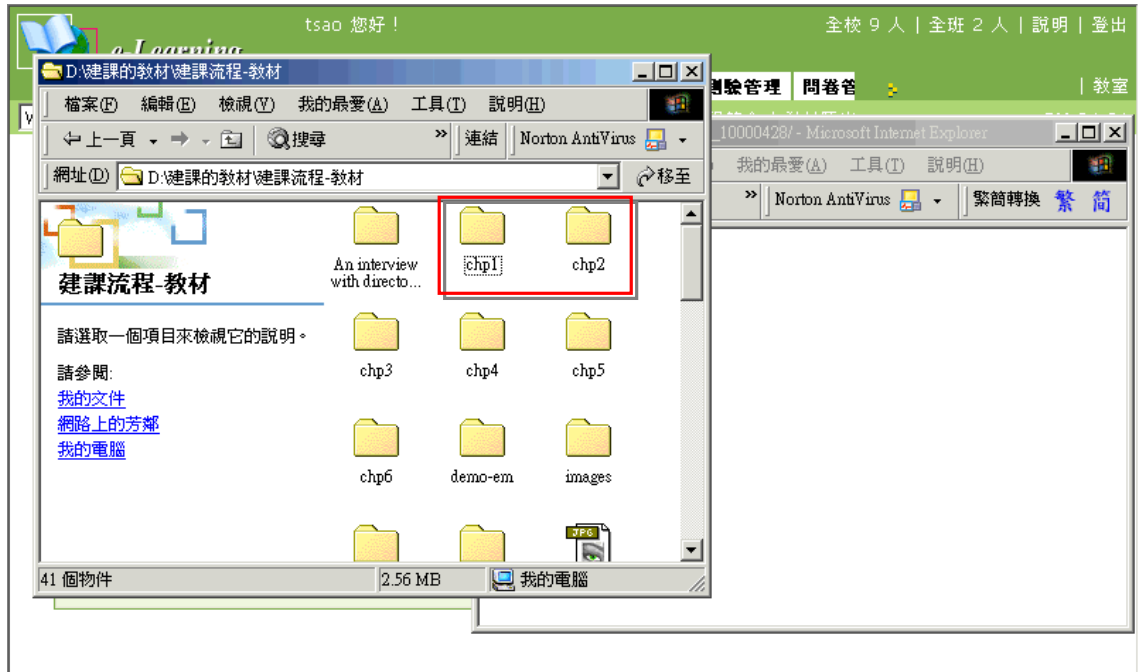 tsao 您好！
全校 9 人 | 全班 2 人 | 說明 | 登出
e-Learning
D:\建課的教材\建課流程-教材
測驗管理 問卷管
| 教室
檔案(F) 編輯(E) 檢視(V) 我的最愛(A) 工具(T) 說明(H)
_10000428/ - Microsoft Internet Explorer
上一頁 搜尋 » 連結 Norton AntiVirus
我的最愛(A) 工具(T) 說明(H)
網址(D) D:\建課的教材\建課流程-教材 移至
» Norton AntiVirus 繁簡轉換 繁 简
建課流程-教材
請選取一個項目來檢視它的說明。
請參閱:
我的文件
網路上的芳鄰
我的電腦
An interview
with directo...
chp1
chp2
chp3
chp4
chp5
chp6
demo-em
images
JPG
41 個物件 2.56 MB 我的電腦